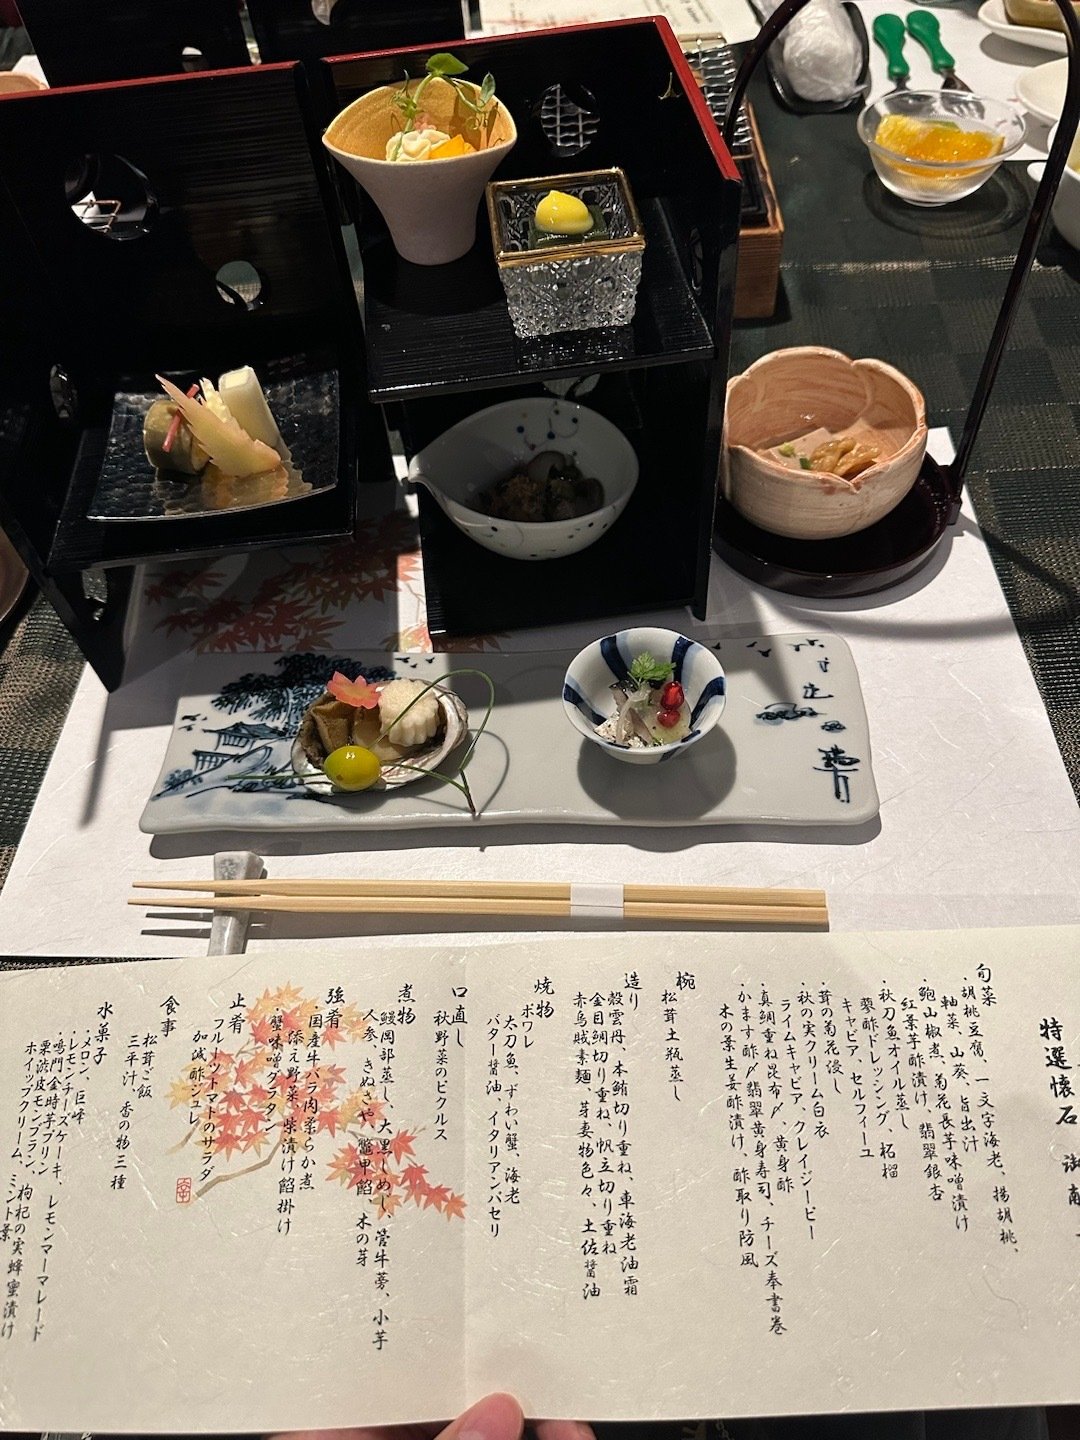 特選懐石 御献
旬菜
・胡桃豆腐、一文字海老、揚胡桃、
軸菜、山葵、旨出汁
・鮑山椒煮、菊花長芋味噌漬け
紅葉芋酢漬け、翡翠銀杏
・秋刀魚オイル蒸し
蓼酢ドレッシング、柘榴
キャビア、セルフィーユ
・茸の菊花浸し
・秋の実クリーム白衣
ライムキャビア、クレイジーピー
・真鯛重ね昆布〆、黄身酢
・かます酢〆翡翠黄身寿司、チーズ奉書巻
木の葉生姜酢漬け、酢取り防風
椀
松茸土瓶蒸し
造り
殻雲丹、本鮪切り重ね、車海老油霜
金目鯛切り重ね、帆立切り重ね
赤烏賊素麺、芽妻物色々、土佐醤油
焼物
ポワレ
太刀魚、ずわい蟹、海老
バター醤油、イタリアンパセリ
口直し
秋野菜のピクルス
煮物
鰻岡部蒸し、大黒しめし、管牛蒡、小芋
人参、きぬさや、鼈甲餡、木の芽
強肴
・国産牛バラ肉柔らか煮
添え野菜、柴漬け餡掛け
・蟹味噌グラタン
止肴
フルーツトマトのサラダ
加減酢ジュレ
食事
松茸ご飯
三平汁、香の物三種
水菓子
・メロン、巨峰
・レモンチーズケーキ、レモンマーマレード
・鳴門金時芋プリン
栗渋皮モンブラン、枸杞の実蜂蜜漬け
ホイップクリーム、ミント葉